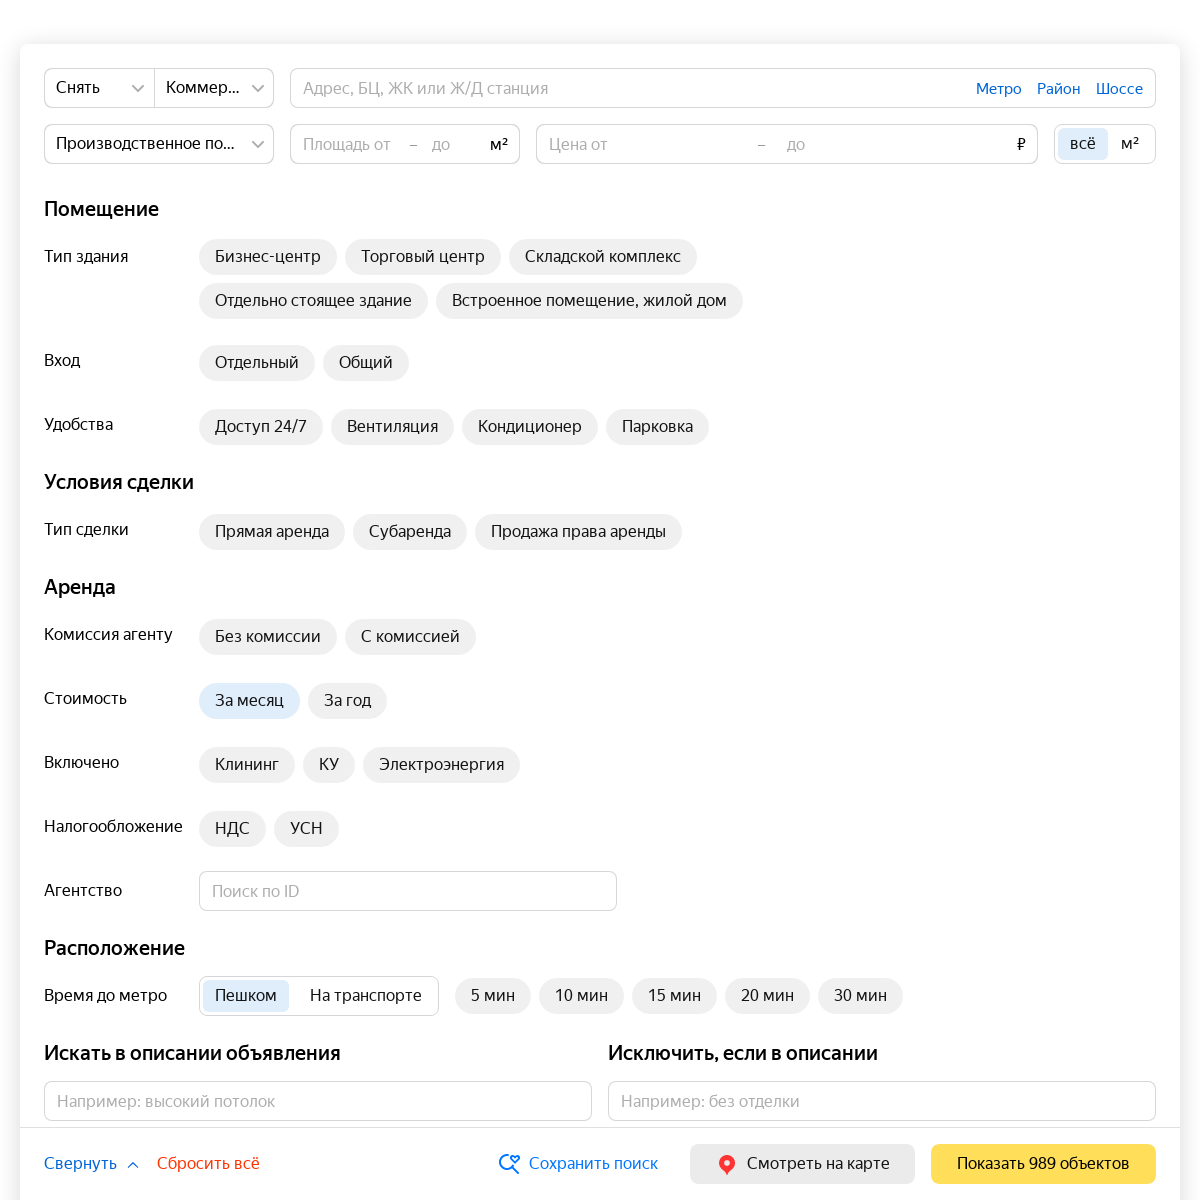 Снять Коммер... Адрес, БЦ, ЖК или Ж/Д станция Метро Район Шоссе
Производственное по... Площадь от – до м² Цена от – до ₽ всё м²
Помещение
Тип здания Бизнес-центр Торговый центр Складской комплекс
Отдельно стоящее здание Встроенное помещение, жилой дом
Вход Отдельный Общий
Удобства Доступ 24/7 Вентиляция Кондиционер Парковка
Условия сделки
Тип сделки Прямая аренда Субаренда Продажа права аренды
Аренда
Комиссия агенту Без комиссии С комиссией
Стоимость За месяц За год
Включено Клининг КУ Электроэнергия
Налогообложение НДС УСН
Агентство Поиск по ID
Расположение
Время до метро Пешком На транспорте 5 мин 10 мин 15 мин 20 мин 30 мин
Искать в описании объявления Исключить, если в описании
Например: высокий потолок Например: без отделки
Свернуть Сбросить всё Сохранить поиск Смотреть на карте Показать 989 объектов